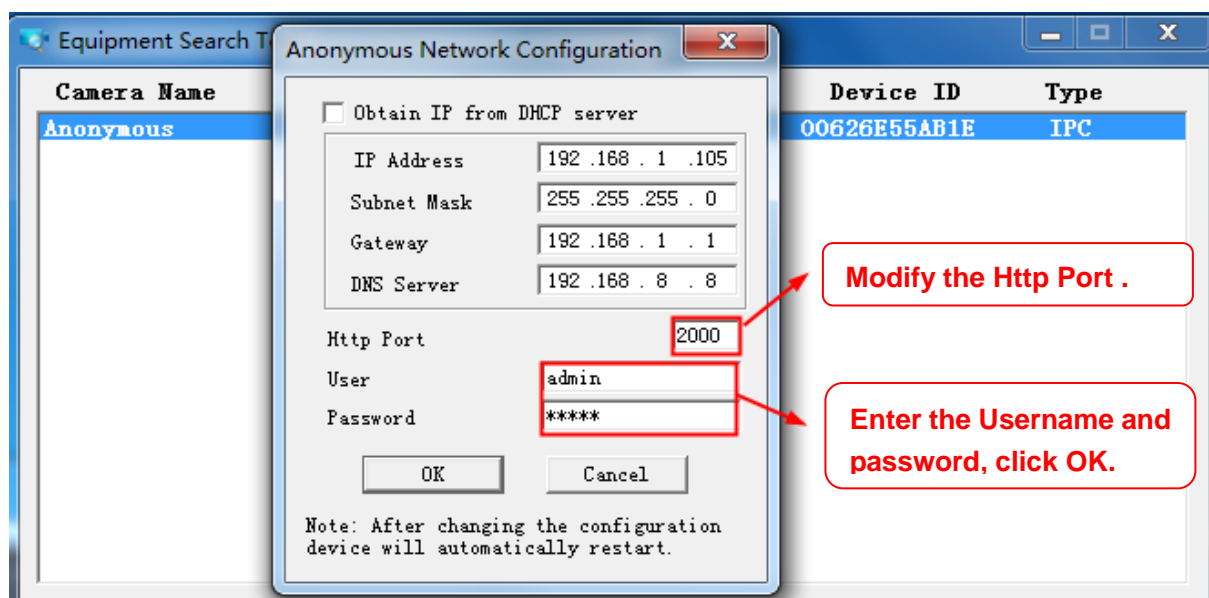 Equipment Search T
Anonymous Network Configuration
Camera Name
Device ID
Type
Anonymous
00626E55AB1E
IPC
Obtain IP from DHCP server
IP Address
192 .168 . 1 .105
Subnet Mask
255 .255 .255 . 0
Gateway
192 .168 . 1 . 1
DNS Server
192 .168 . 8 . 8
Modify the Http Port .
Http Port
2000
User
admin
Password
*****
Enter the Username and
password, click OK.
OK
Cancel
Note: After changing the configuration
device will automatically restart.